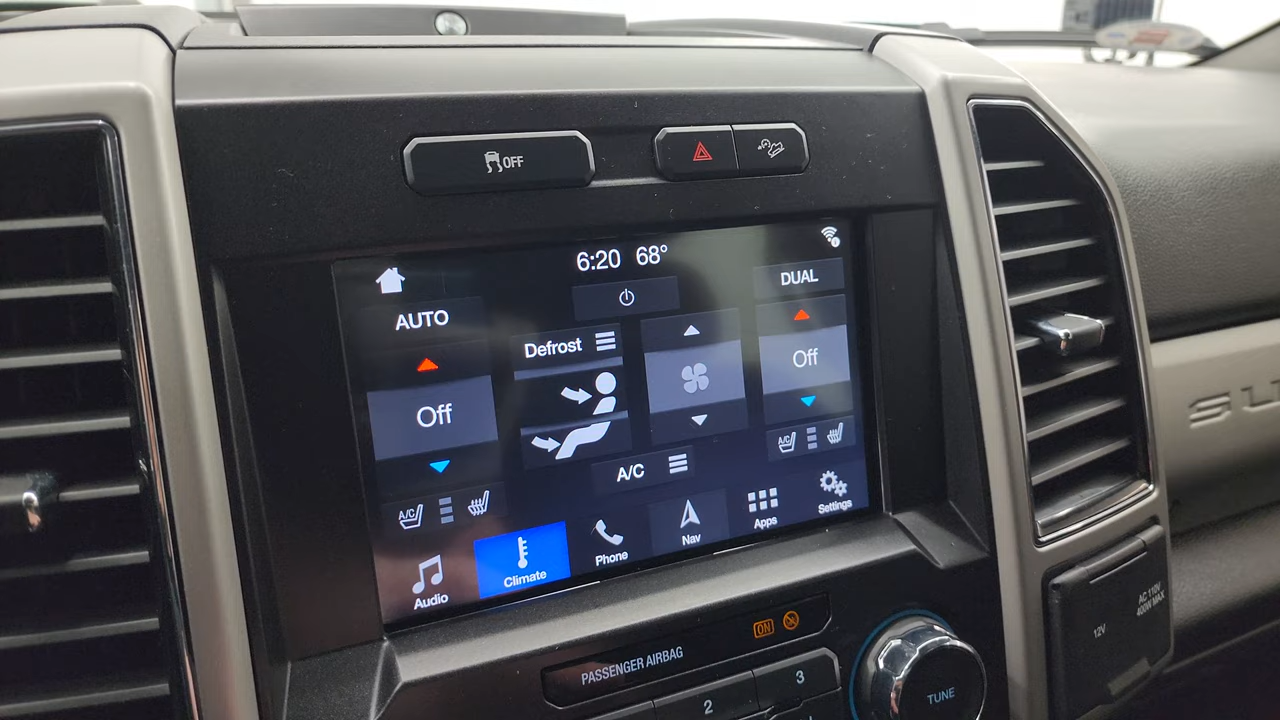 OFF
6:20 68°
DUAL
AUTO
Defrost
Off
Off
A/C
A/C
A/C
Audio
Climate
Phone
Nav
Apps
Settings
PASSENGER AIRBAG
ON
2
3
TUNE
12V
AC 110V
400W MAX